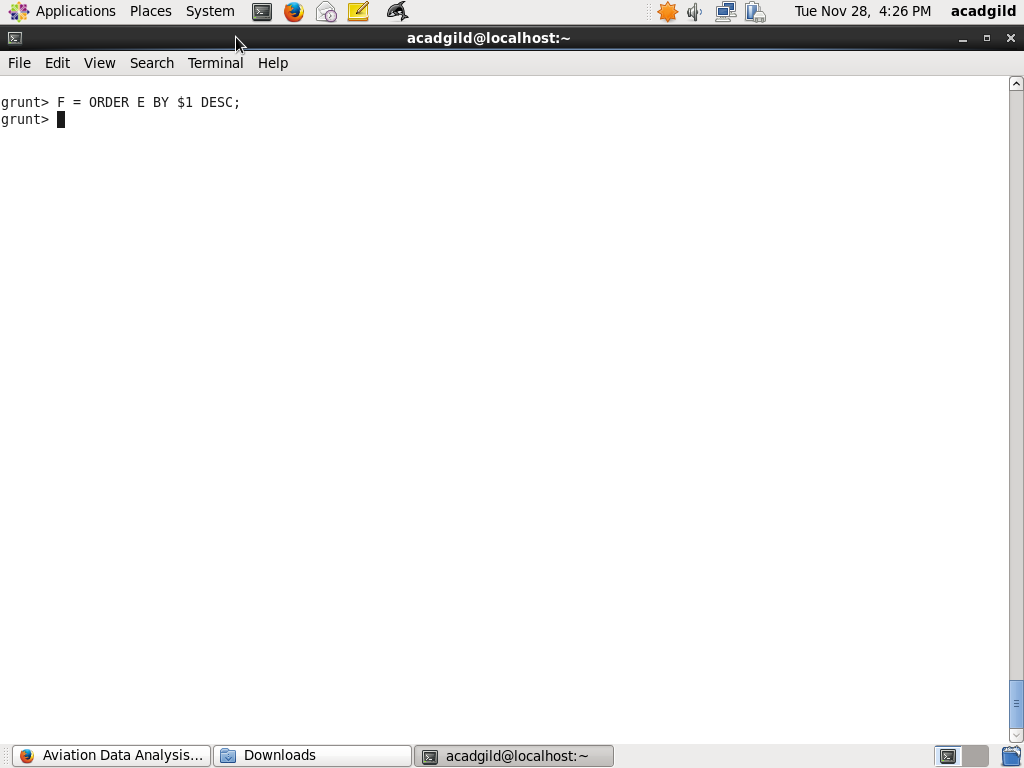 Applications Places System Tue Nov 28, 4:26 PM acadgild
acadgild@localhost:~
File Edit View Search Terminal Help
grunt> F = ORDER E BY $1 DESC;
grunt>
Aviation Data Analysis... Downloads acadgild@localhost:~